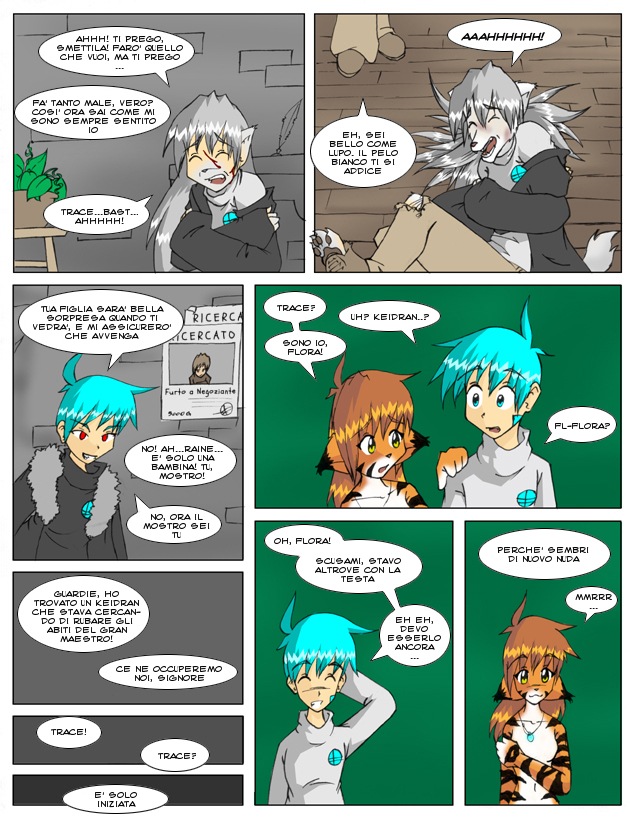 AHHH! TI PREGO,
SMETTILA! FARO' QUELLO
CHE VUOI, MA TI PREGO
...
FA' TANTO MALE, VERO?
COSI' ORA SAI COME MI
SONO SEMPRE SENTITO
IO
TRACE...BAST...
AHHHHH!
AAAHHHHHH!
EH, SEI
BELLO COME
LUPO. IL PELO
BIANCO TI SI
ADDICE
TUA FIGLIA SARA' BELLA
SORPRESA QUANDO TI
VEDRA', E MI ASSICURERO'
CHE AVVENGA
RICERCA
RICERCATO
Furto a Negoziante
NO! AH...RAINE...
E' SOLO UNA
BAMBINA! TU,
MOSTRO!
NO, ORA IL
MOSTRO SEI
TU
GUARDIE, HO
TROVATO UN KEIDRAN
CHE STAVA CERCAN-
DO DI RUBARE GLI
ABITI DEL GRAN
MAESTRO!
CE NE OCCUPEREMO
NOI, SIGNORE
TRACE!
TRACE?
E' SOLO
INIZIATA
TRACE?
SONO IO,
FLORA!
UH? KEIDRAN..?
FL-FLORA?
OH, FLORA!
SCUSAMI, STAVO
ALTROVE CON LA
TESTA
EH EH,
DEVO
ESSERLO
ANCORA
...
PERCHE' SEMBRI
DI NUOVO NUDA
MMRRR
...